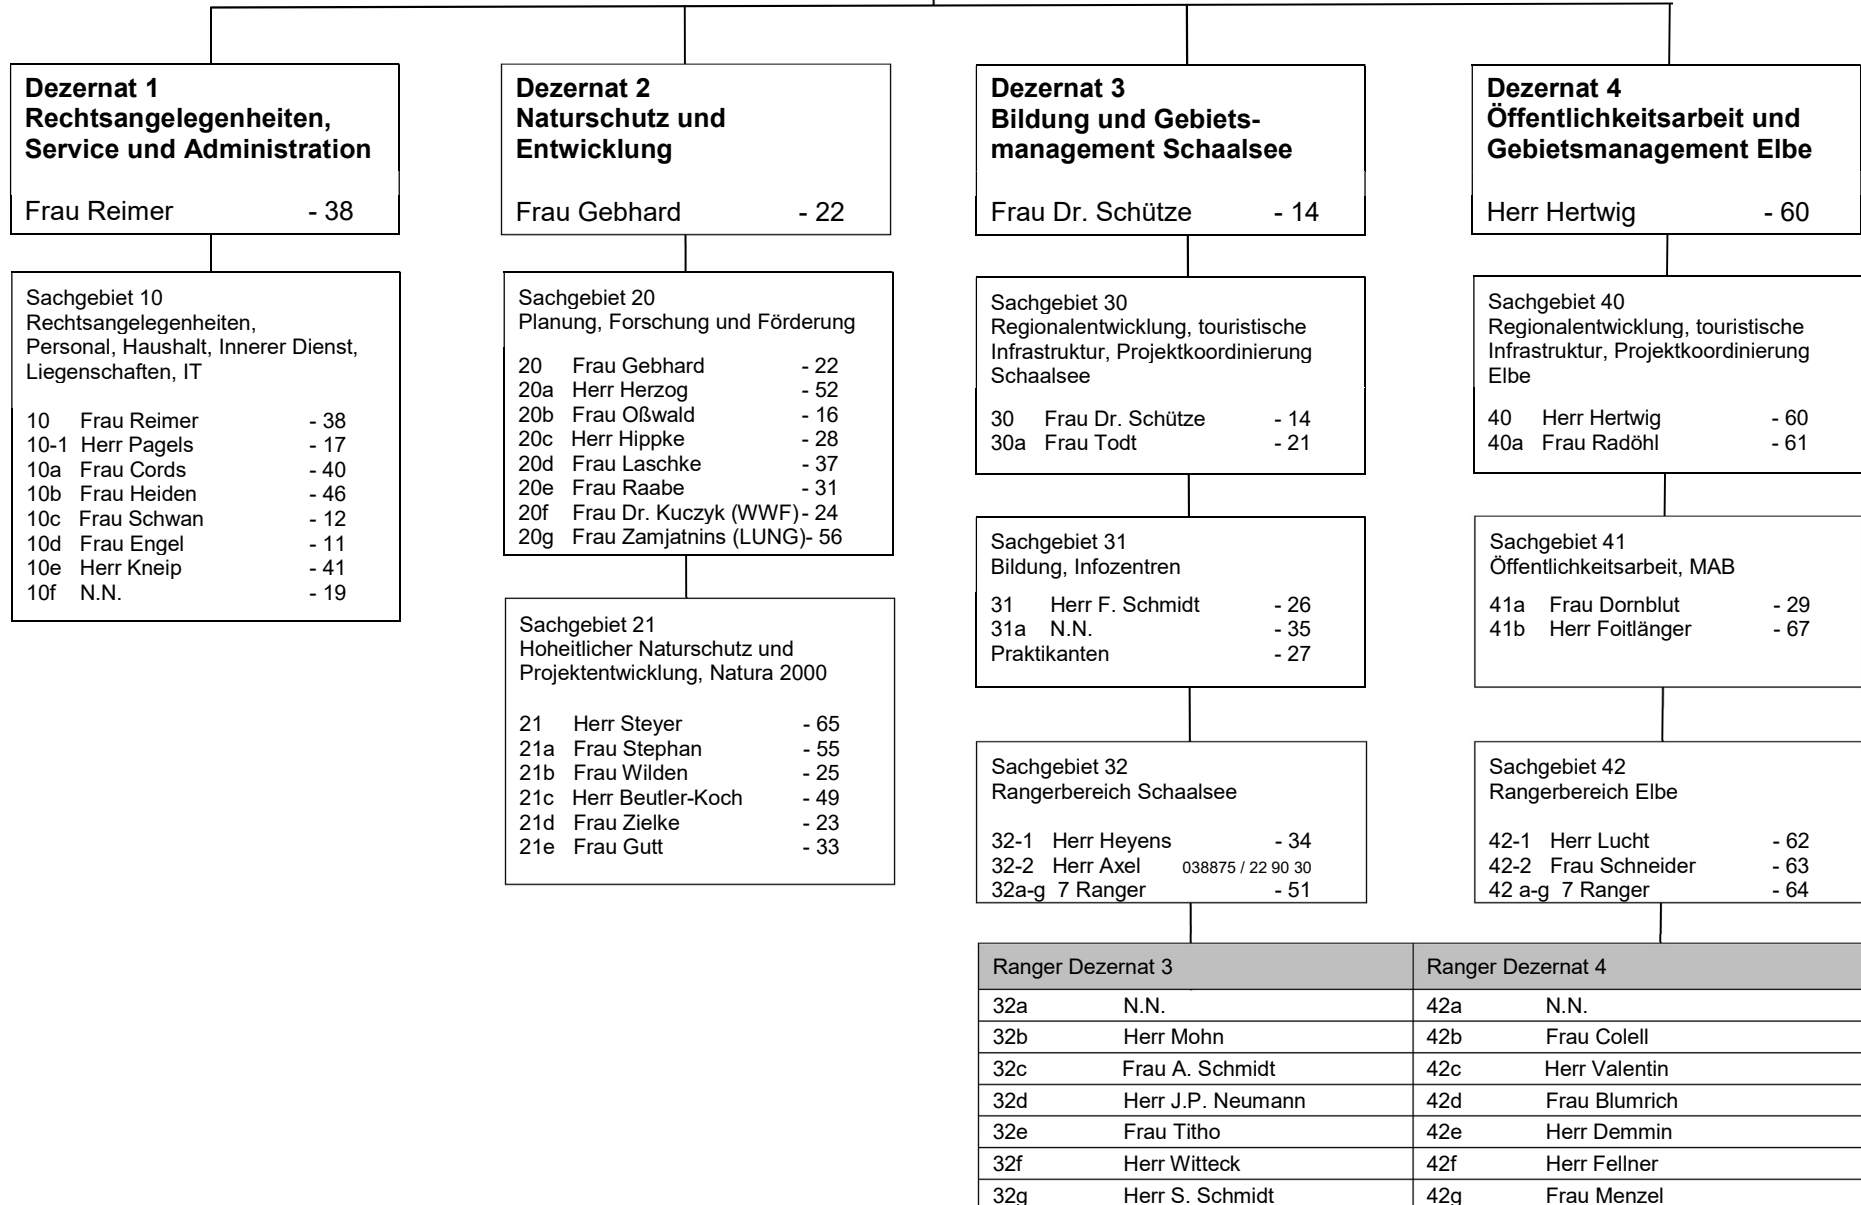 Dezernat 1
Rechtsangelegenheiten,
Service und Administration
Frau Reimer - 38
Sachgebiet 10
Rechtsangelegenheiten,
Personal, Haushalt, Innerer Dienst,
Liegenschaften, IT
10 Frau Reimer - 38
10-1 Herr Pagels - 17
10a Frau Cords - 40
10b Frau Heiden - 46
10c Frau Schwan - 12
10d Frau Engel - 11
10e Herr Kneip - 41
10f N.N. - 19
Dezernat 2
Naturschutz und
Entwicklung
Frau Gebhard - 22
Sachgebiet 20
Planung, Forschung und Förderung
20 Frau Gebhard - 22
20a Herr Herzog - 52
20b Frau Oßwald - 16
20c Herr Hippke - 28
20d Frau Laschke - 37
20e Frau Raabe - 31
20f Frau Dr. Kuczyk (WWF) - 24
20g Frau Zamjatnins (LUNG)- 56
Sachgebiet 21
Hoheitlicher Naturschutz und
Projektentwicklung, Natura 2000
21 Herr Steyer - 65
21a Frau Stephan - 55
21b Frau Wilden - 25
21c Herr Beutler-Koch - 49
21d Frau Zielke - 23
21e Frau Gutt - 33
Dezernat 3
Bildung und Gebiets-
management Schaalsee
Frau Dr. Schütze - 14
Sachgebiet 30
Regionalentwicklung, touristische
Infrastruktur, Projektkoordinierung
Schaalsee
30 Frau Dr. Schütze - 14
30a Frau Todt - 21
Sachgebiet 31
Bildung, Infozentren
31 Herr F. Schmidt - 26
31a N.N. - 35
Praktikanten - 27
Sachgebiet 32
Rangerbereich Schaalsee
32-1 Herr Heyens - 34
32-2 Herr Axel 038875 / 22 90 30
32a-g 7 Ranger - 51
Dezernat 4
Öffentlichkeitsarbeit und
Gebietsmanagement Elbe
Herr Hertwig - 60
Sachgebiet 40
Regionalentwicklung, touristische
Infrastruktur, Projektkoordinierung
Elbe
40 Herr Hertwig - 60
40a Frau Radöhl - 61
Sachgebiet 41
Öffentlichkeitsarbeit, MAB
41a Frau Dornblut - 29
41b Herr Foitlänger - 67
Sachgebiet 42
Rangerbereich Elbe
42-1 Herr Lucht - 62
42-2 Frau Schneider - 63
42 a-g 7 Ranger - 64
Ranger Dezernat 3 Ranger Dezernat 4
32a N.N. 42a N.N.
32b Herr Mohn 42b Frau Colell
32c Frau A. Schmidt 42c Herr Valentin
32d Herr J.P. Neumann 42d Frau Blumrich
32e Frau Titho 42e Herr Demmin
32f Herr Witteck 42f Herr Fellner
32g Herr S. Schmidt 42g Frau Menzel